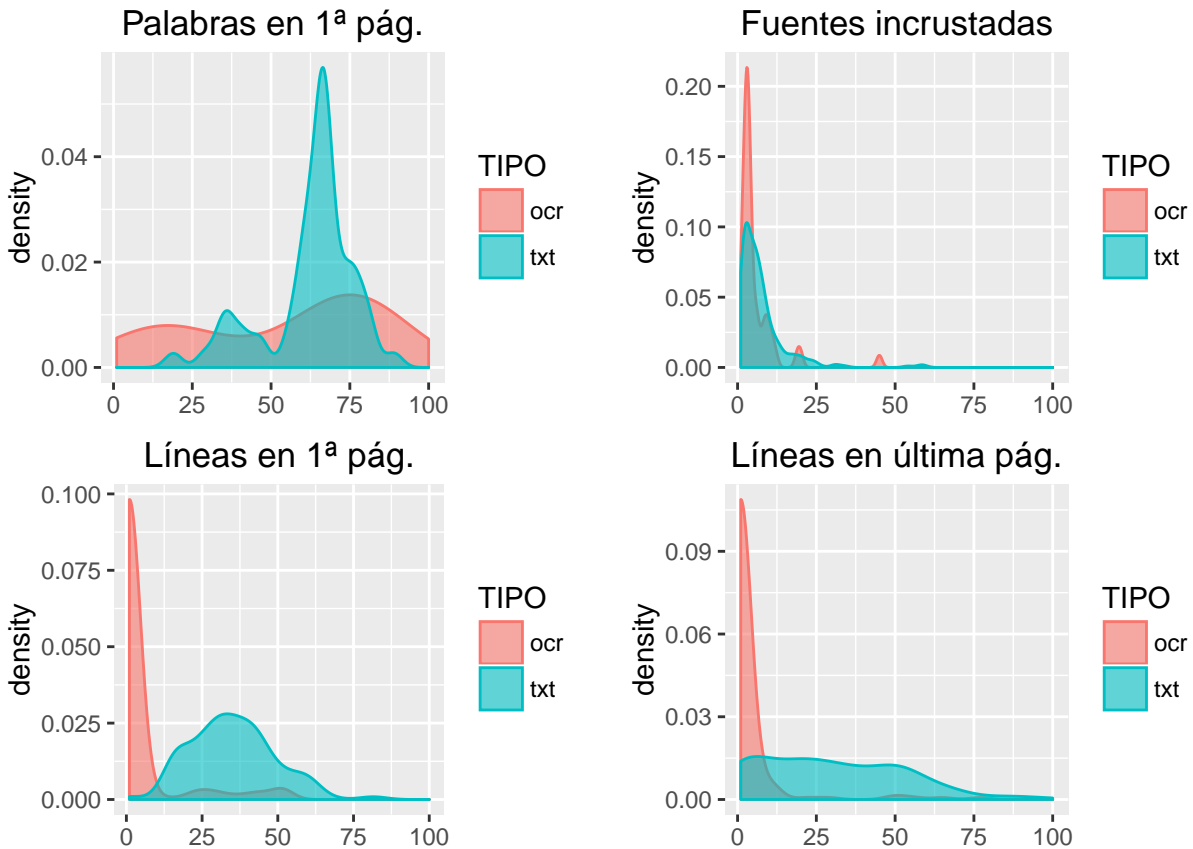 Palabras en 1ª pág.
density
0.04
0.02
0.00
0 25 50 75 100
TIPO
ocr
txt
Fuentes incrustadas
density
0.20
0.15
0.10
0.05
0.00
0 25 50 75 100
TIPO
ocr
txt
Líneas en 1ª pág.
density
0.100
0.075
0.050
0.025
0.000
0 25 50 75 100
TIPO
ocr
txt
Líneas en última pág.
density
0.09
0.06
0.03
0.00
0 25 50 75 100
TIPO
ocr
txt